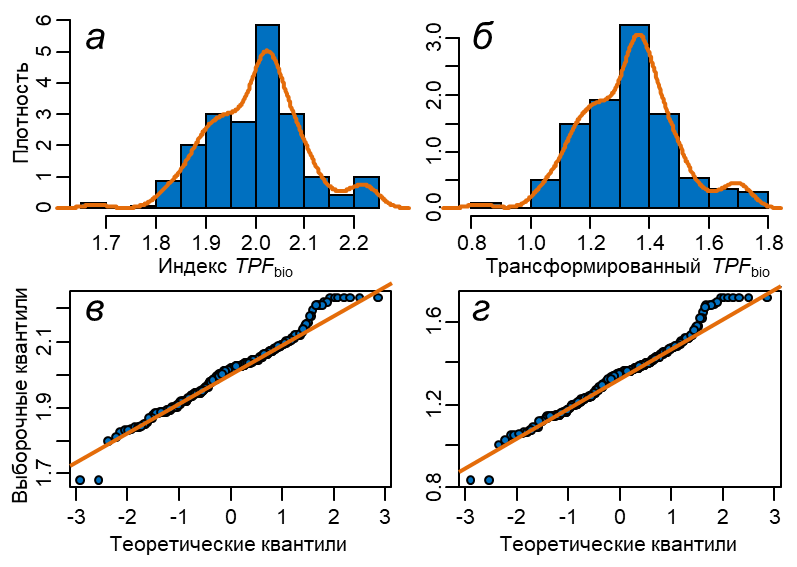 а
Плотность
0 1 2 3 4 5 6
1.7 1.8 1.9 2.0 2.1 2.2
Индекс TPFbio
б
0.0 1.0 2.0 3.0
0.8 1.0 1.2 1.4 1.6 1.8
Трансформированный TPFbio
в
Выборочные квантили
1.7 1.9 2.1
-3 -2 -1 0 1 2 3
Теоретические квантили
г
0.8 1.2 1.6
-3 -2 -1 0 1 2 3
Теоретические квантили